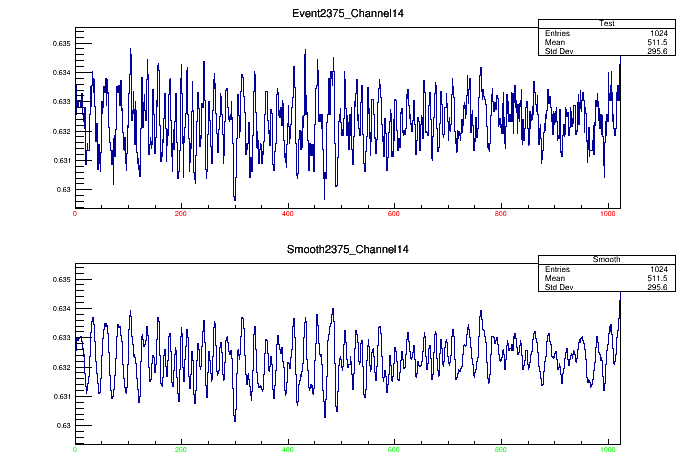 Event2375_Channel14
Test
Entries 1024
Mean 511.5
Std Dev 295.6
0.635
0.634
0.633
0.632
0.631
0.63
0 200 400 600 800 1000
Smooth2375_Channel14
Smooth
Entries 1024
Mean 511.5
Std Dev 295.6
0.635
0.634
0.633
0.632
0.631
0.63
0 200 400 600 800 1000